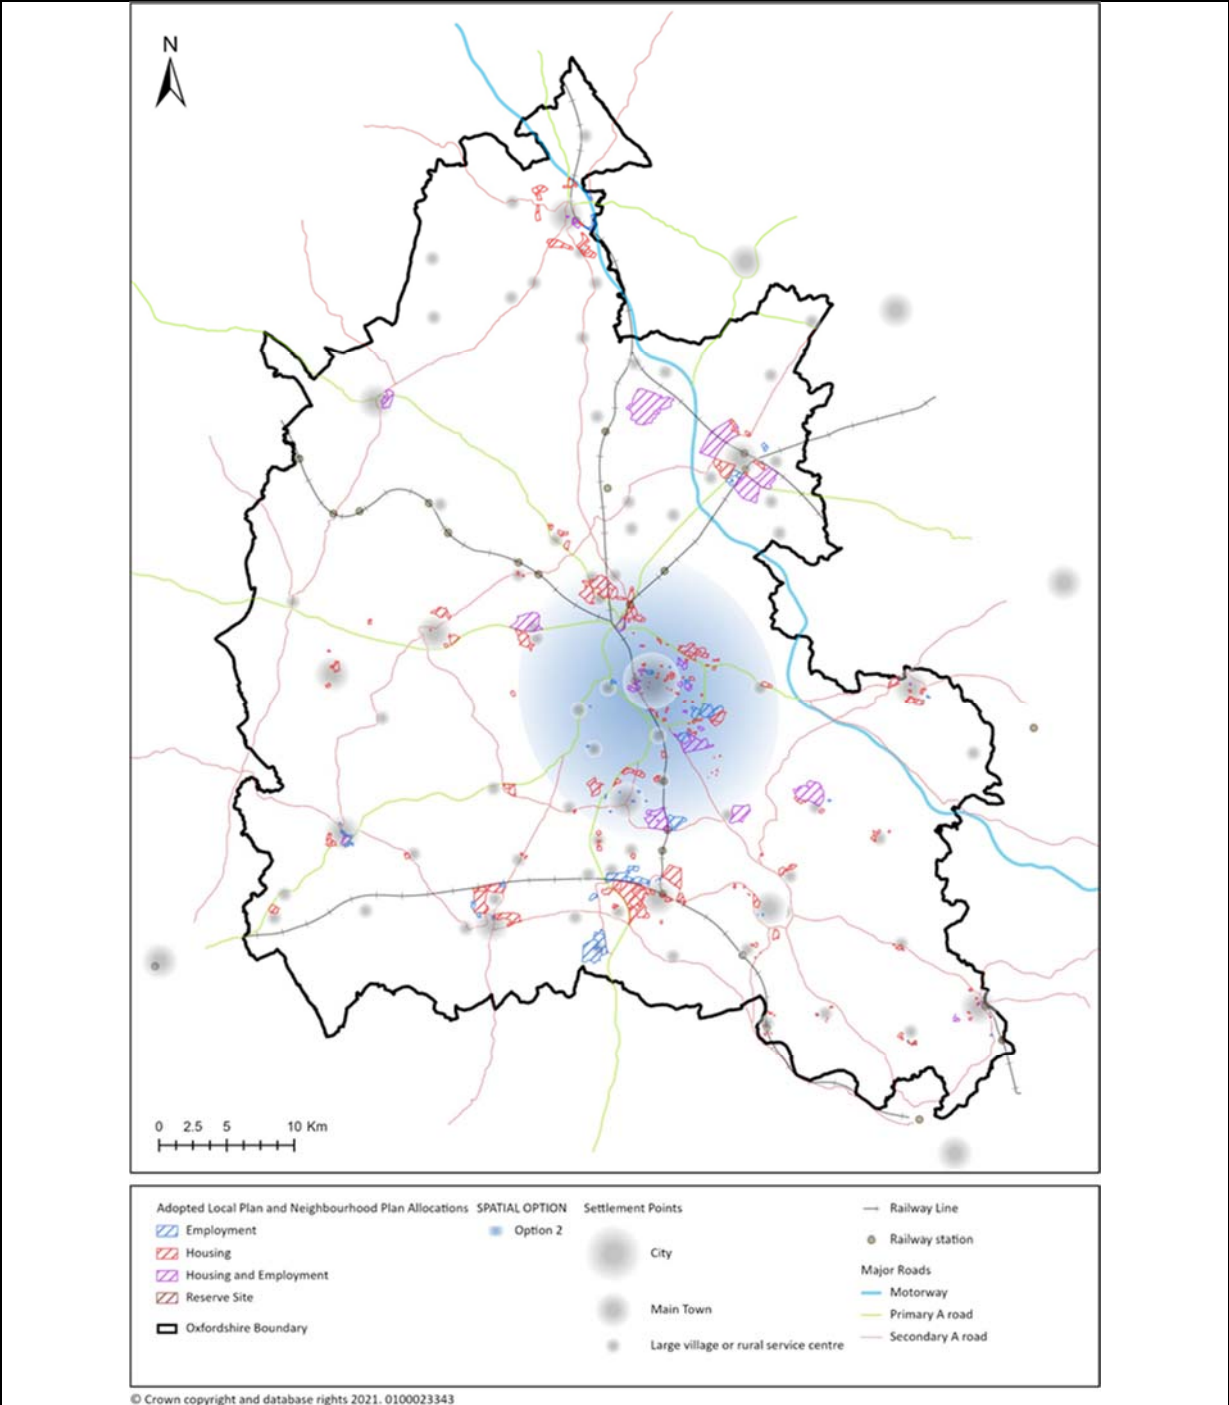 N
0 2.5 5 10 Km
Adopted Local Plan and Neighbourhood Plan Allocations
Employment
Housing
Housing and Employment
Reserve Site
Oxfordshire Boundary
SPATIAL OPTION
Option 2
Settlement Points
City
Main Town
Large village or rural service centre
Railway Line
Railway station
Major Roads
Motorway
Primary A road
Secondary A road
© Crown copyright and database rights 2021. 0100023343